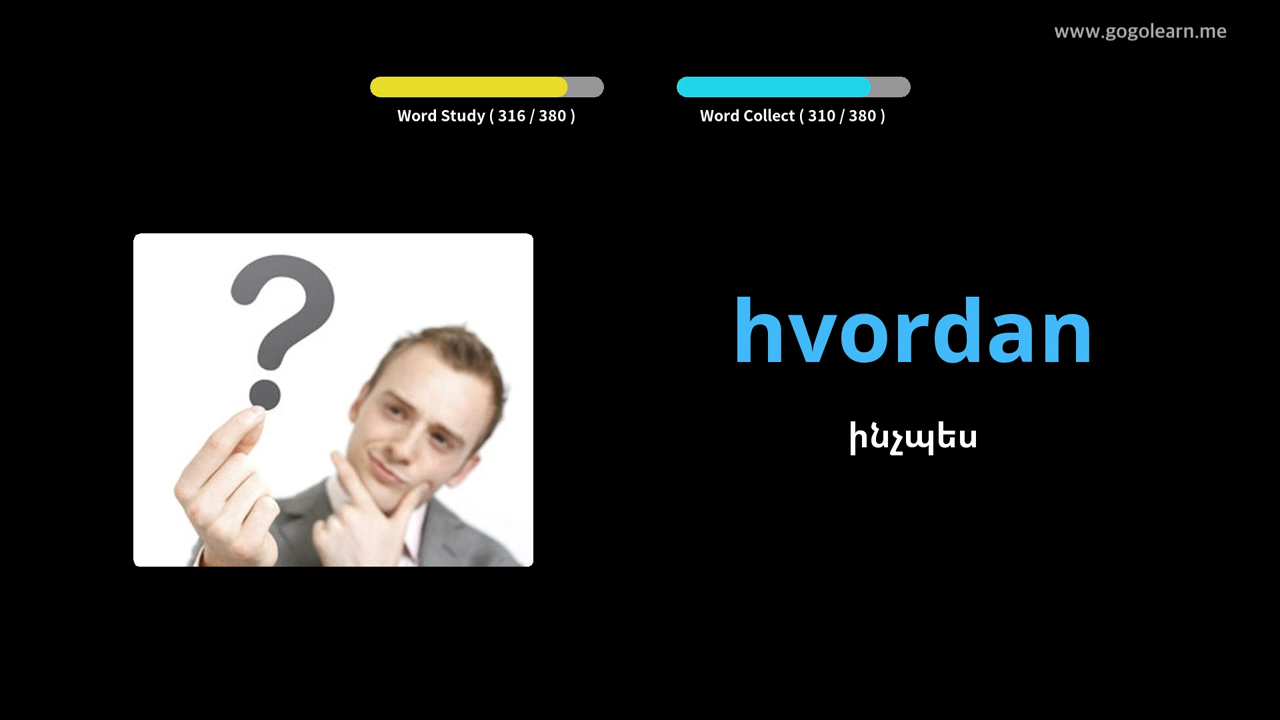 www.gogolearn.me
Word Study ( 316 / 380 )
Word Collect ( 310 / 380 )
?
hvordan
ինչպես